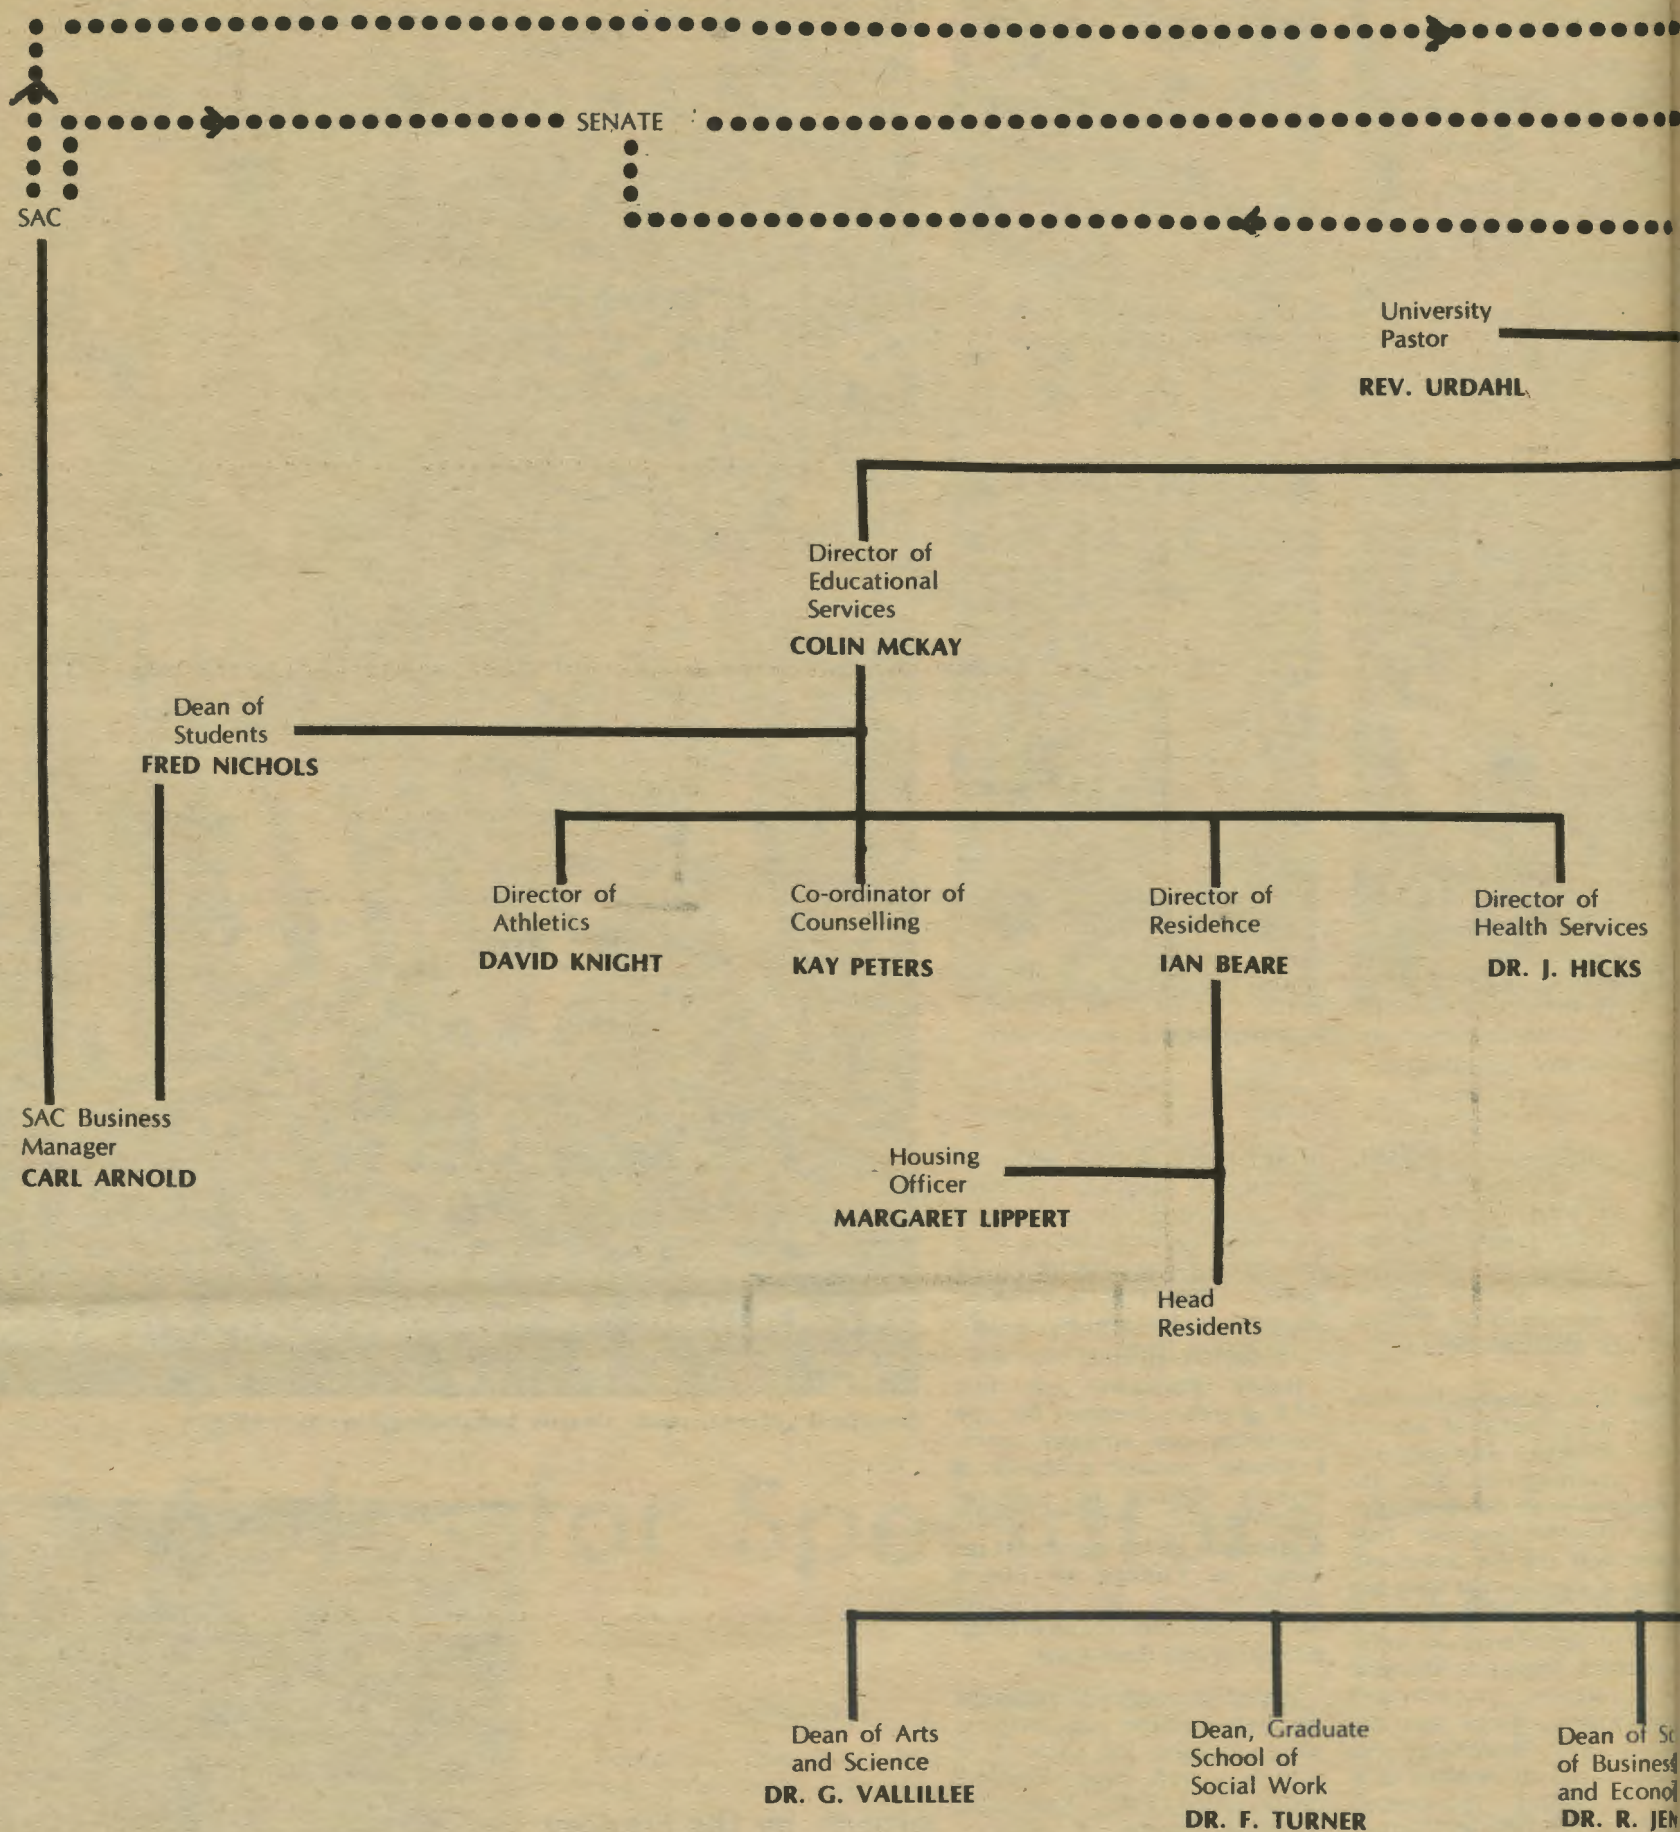 SENATE
SAC
University
Pastor
REV. URDAHL
Director of
Educational
Services
COLIN MCKAY
Dean of
Students
FRED NICHOLS
Director of
Athletics
DAVID KNIGHT
Co-ordinator of
Counselling
KAY PETERS
Director of
Residence
IAN BEARE
Director of
Health Services
DR. J. HICKS
SAC Business
Manager
CARL ARNOLD
Housing
Officer
MARGARET LIPPERT
Head
Residents
Dean of Arts
and Science
DR. G. VALLILLEE
Dean, Graduate
School of
Social Work
DR. F. TURNER
Dean of
of Business
and
DR. R.